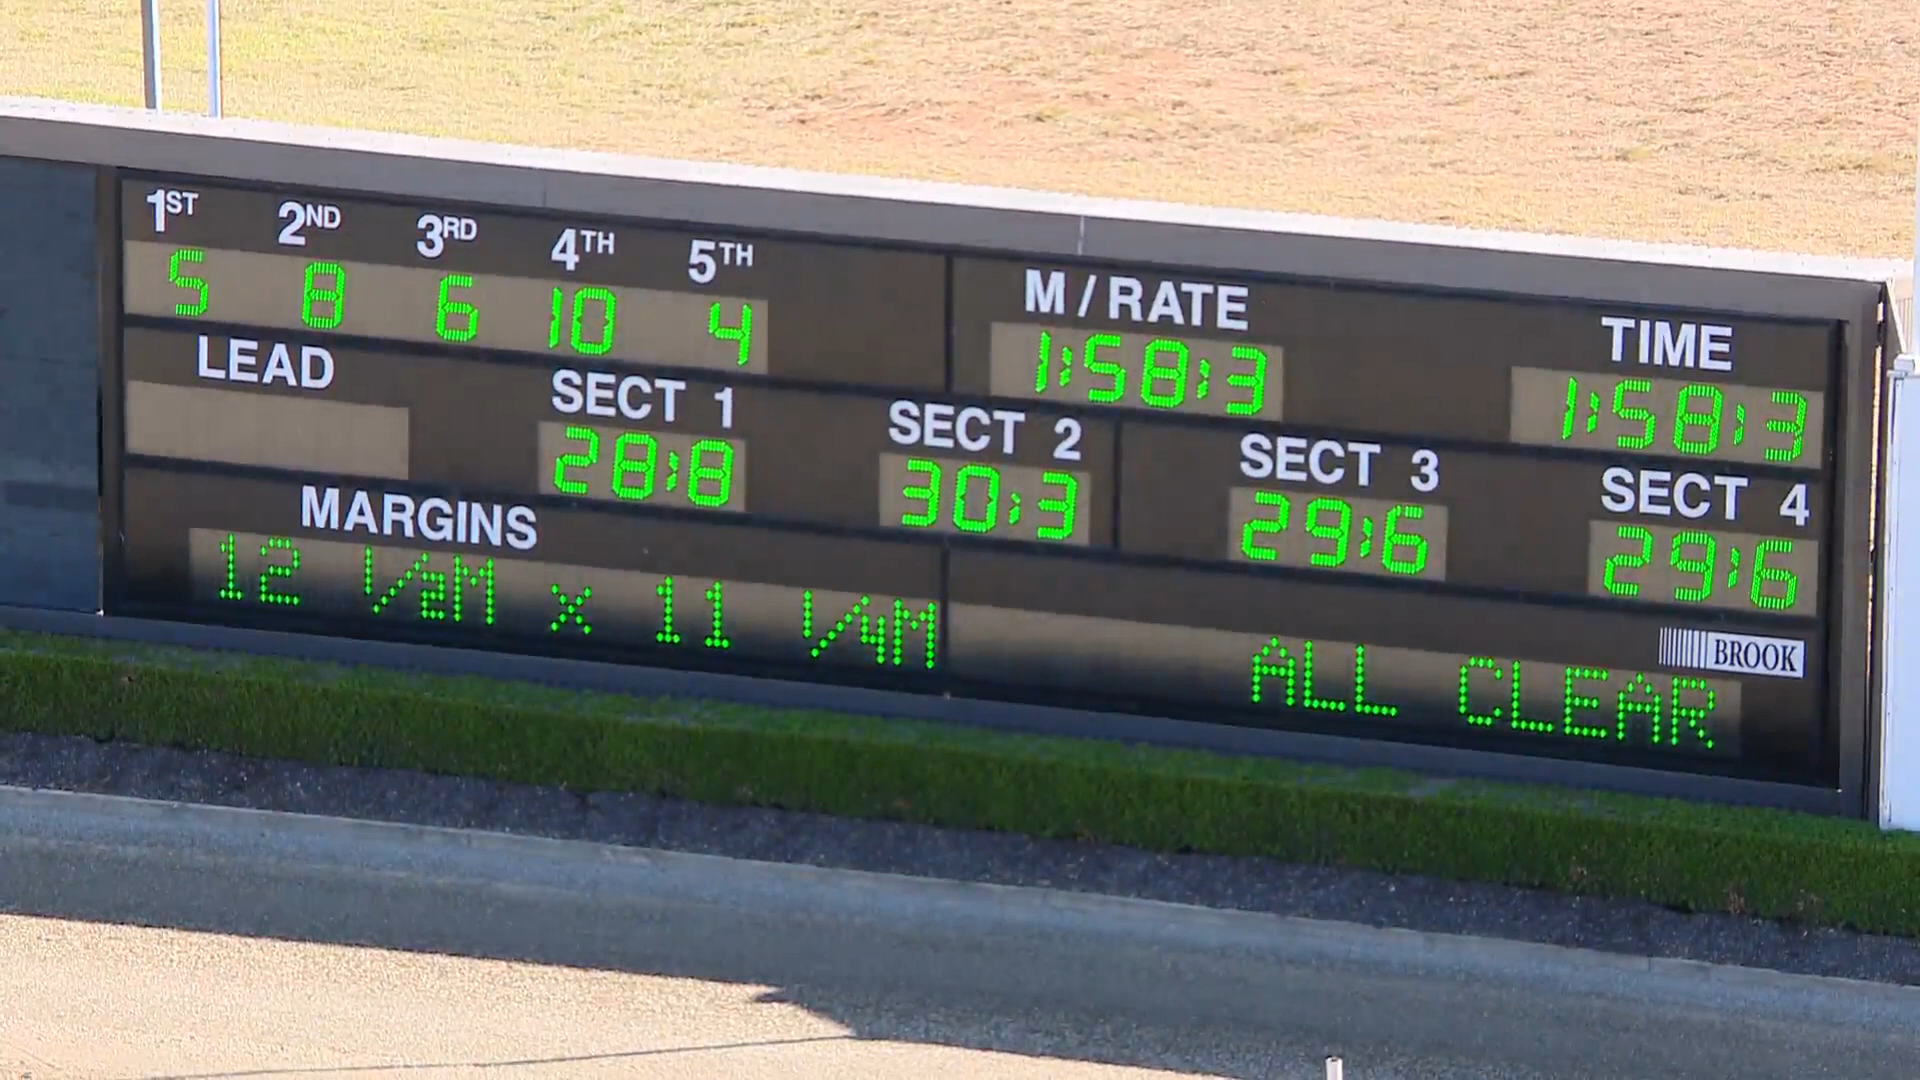 1ST 2ND 3RD 4TH 5TH
5 8 6 10 4
M / RATE
1:58:3
TIME
1:58:3
LEAD
SECT 1
28:8
SECT 2
30:3
SECT 3
29:6
SECT 4
29:6
MARGINS
12 1/2M x 11 1/4M
BROOK
ALL CLEAR